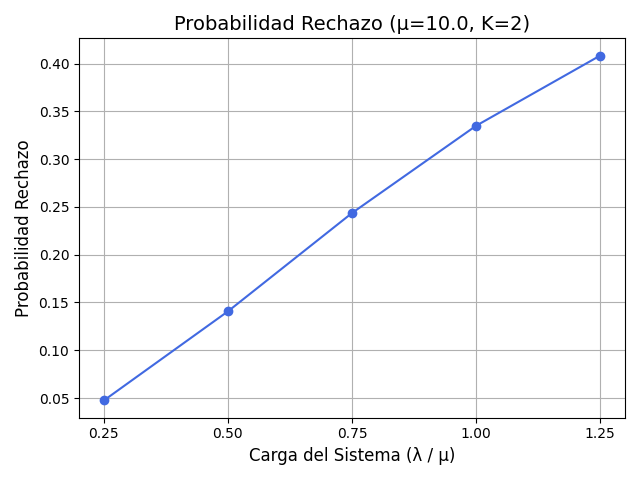 Probabilidad Rechazo (μ=10.0, K=2)
Probabilidad Rechazo
0.40
0.35
0.30
0.25
0.20
0.15
0.10
0.05
0.25 0.50 0.75 1.00 1.25
Carga del Sistema (λ / μ)